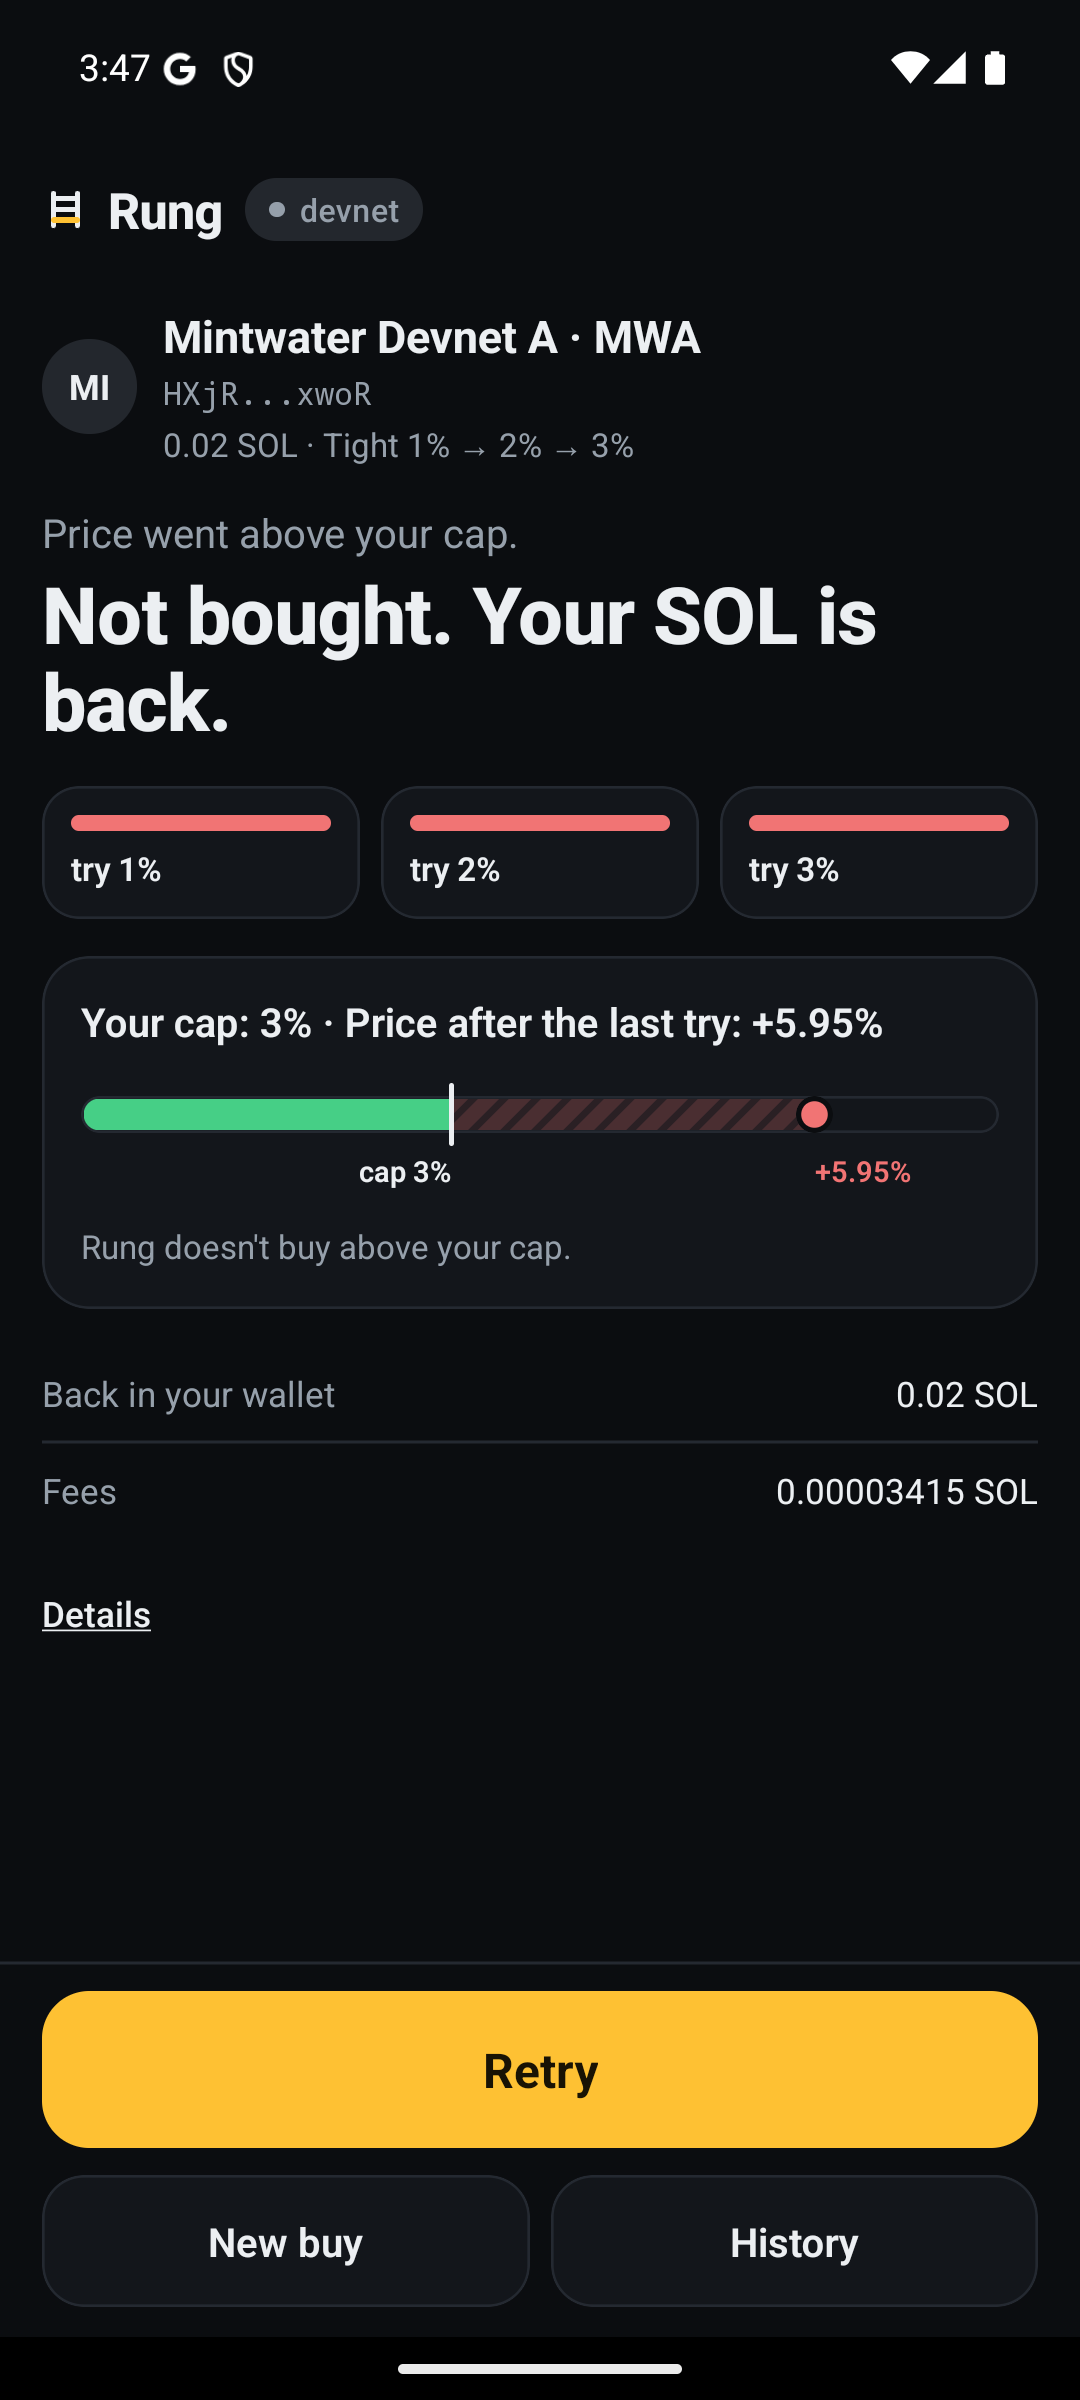 3:47
Rung
devnet
MI
Mintwater Devnet A · MWA
HXjR...xwoR
0.02 SOL · Tight 1% → 2% → 3%
Price went above your cap.
Not bought. Your SOL is
back.
try 1%
try 2%
try 3%
Your cap: 3% · Price after the last try: +5.95%
cap 3%
+5.95%
Rung doesn't buy above your cap.
Back in your wallet
0.02 SOL
Fees
0.00003415 SOL
Details
Retry
New buy
History